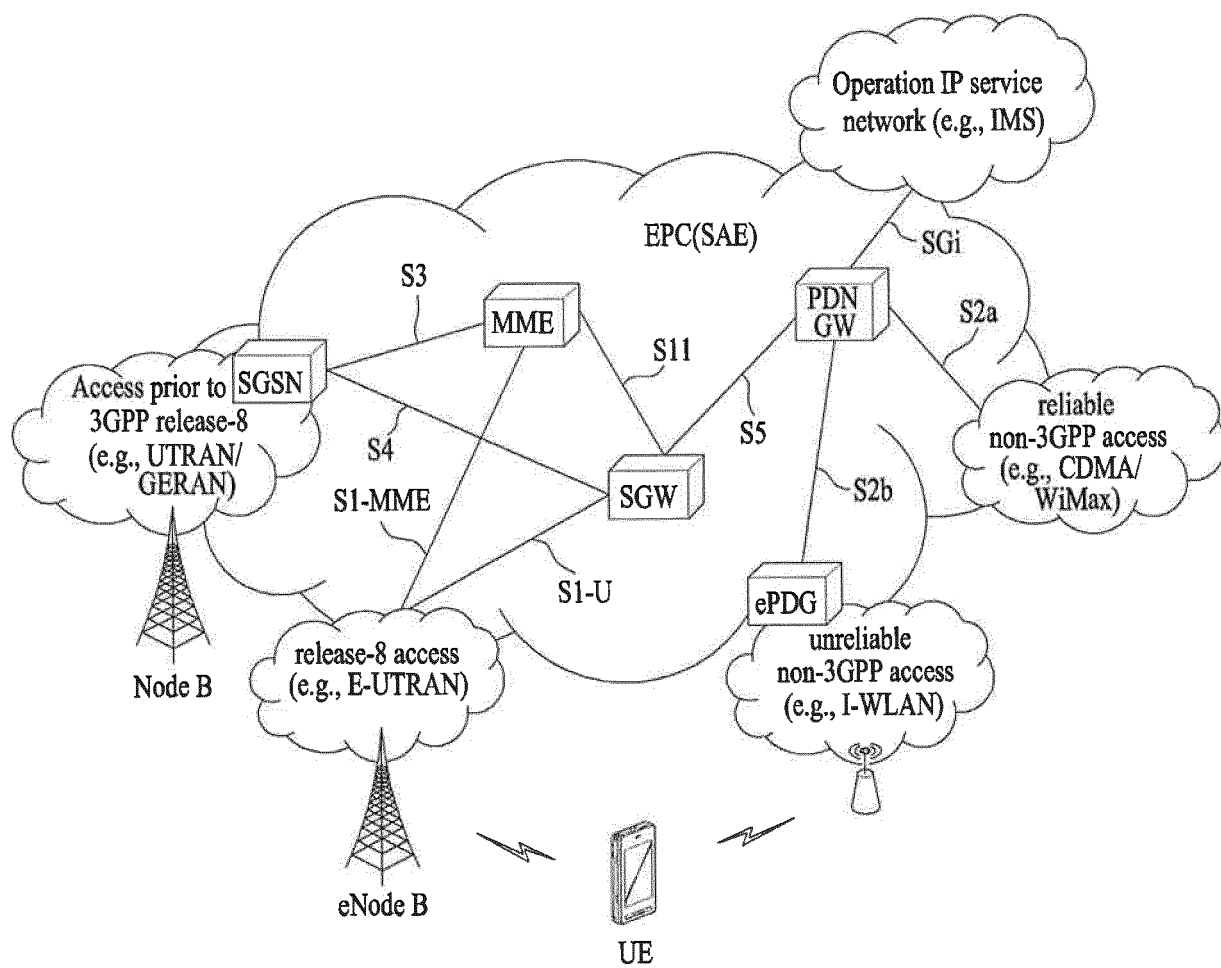 Operation IP service
network (e.g., IMS)
EPC(SAE)
SGi
S3
MME
PDN
GW
S2a
S11
SGSN
Access prior to
3GPP release-8
(e.g., UTRAN/
GERAN)
S4
S5
reliable
non-3GPP access
(e.g., CDMA/
WiMax)
SGW
S2b
S1-MME
S1-U
ePDG
unreliable
non-3GPP access
(e.g., I-WLAN)
release-8 access
(e.g., E-UTRAN)
Node B
eNode B
UE